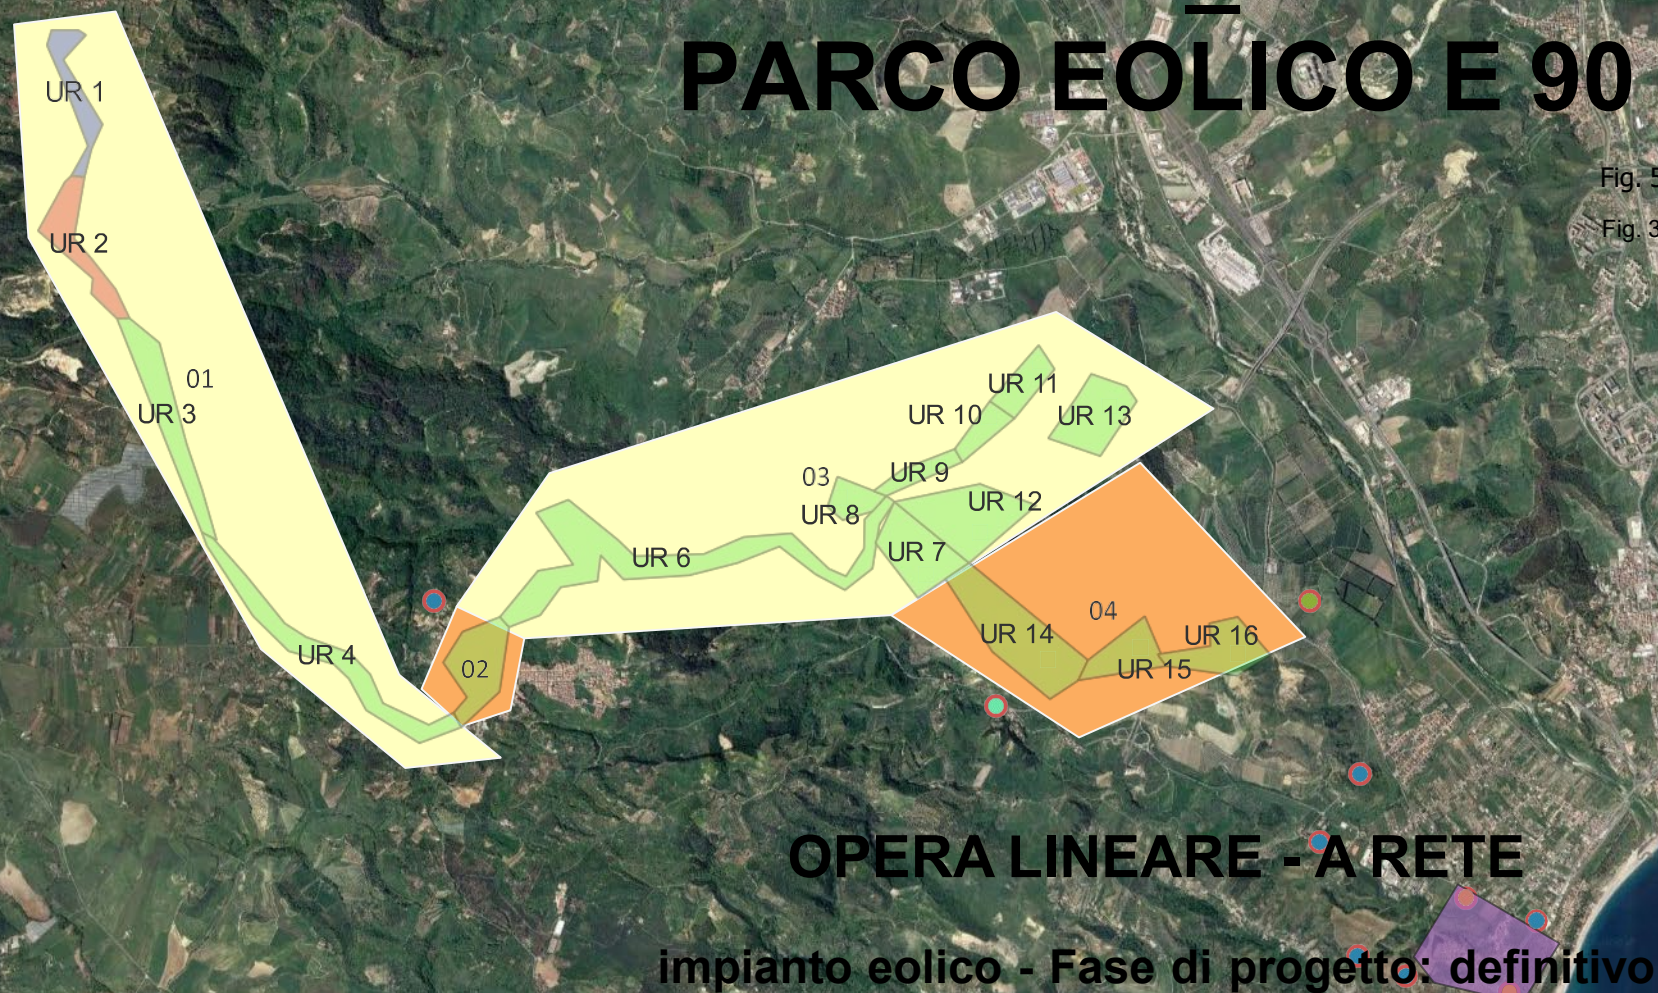 PARCO EOLICO E 90
Fig. 5
Fig. 3
UR 1
UR 2
01
UR 3
UR 4
02
UR 11
UR 10
UR 13
03
UR 9
UR 8
UR 12
UR 6
UR 7
04
UR 14
UR 16
UR 15
OPERA LINEARE - A RETE
impianto eolico - Fase di progetto: definitivo